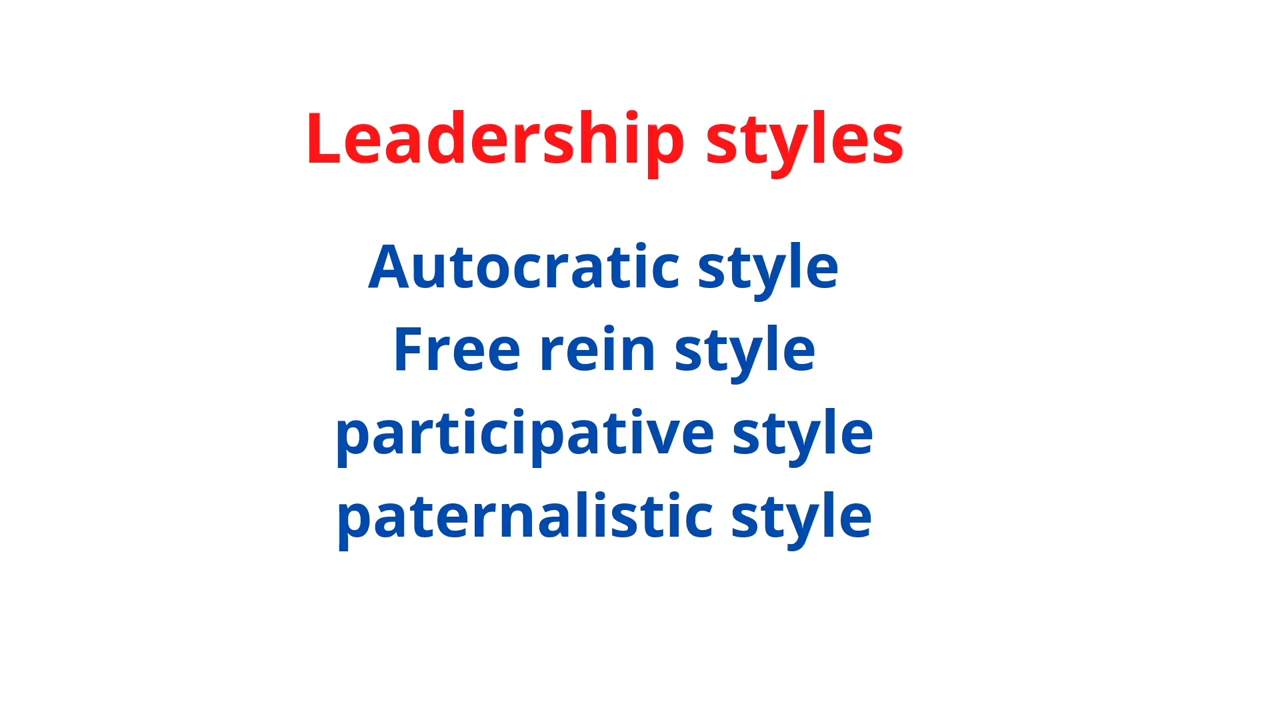 Leadership styles
Autocratic style
Free rein style
participative style
paternalistic style